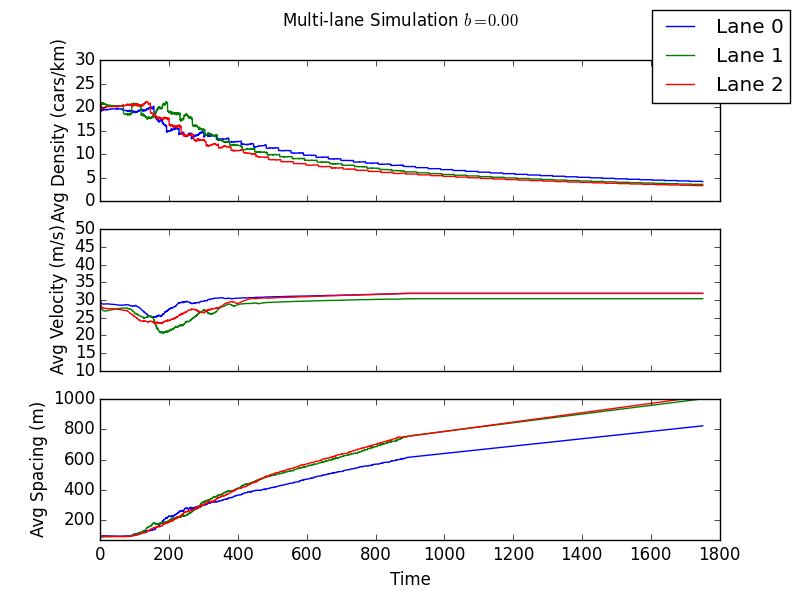 Multi-lane Simulation b=0.00
Lane 0
Lane 1
Lane 2
Avg Density (cars/km)
30
25
20
15
10
5
0
Avg Velocity (m/s)
50
45
40
35
30
25
20
15
10
Avg Spacing (m)
1000
800
600
400
200
0 200 400 600 800 1000 1200 1400 1600 1800
Time